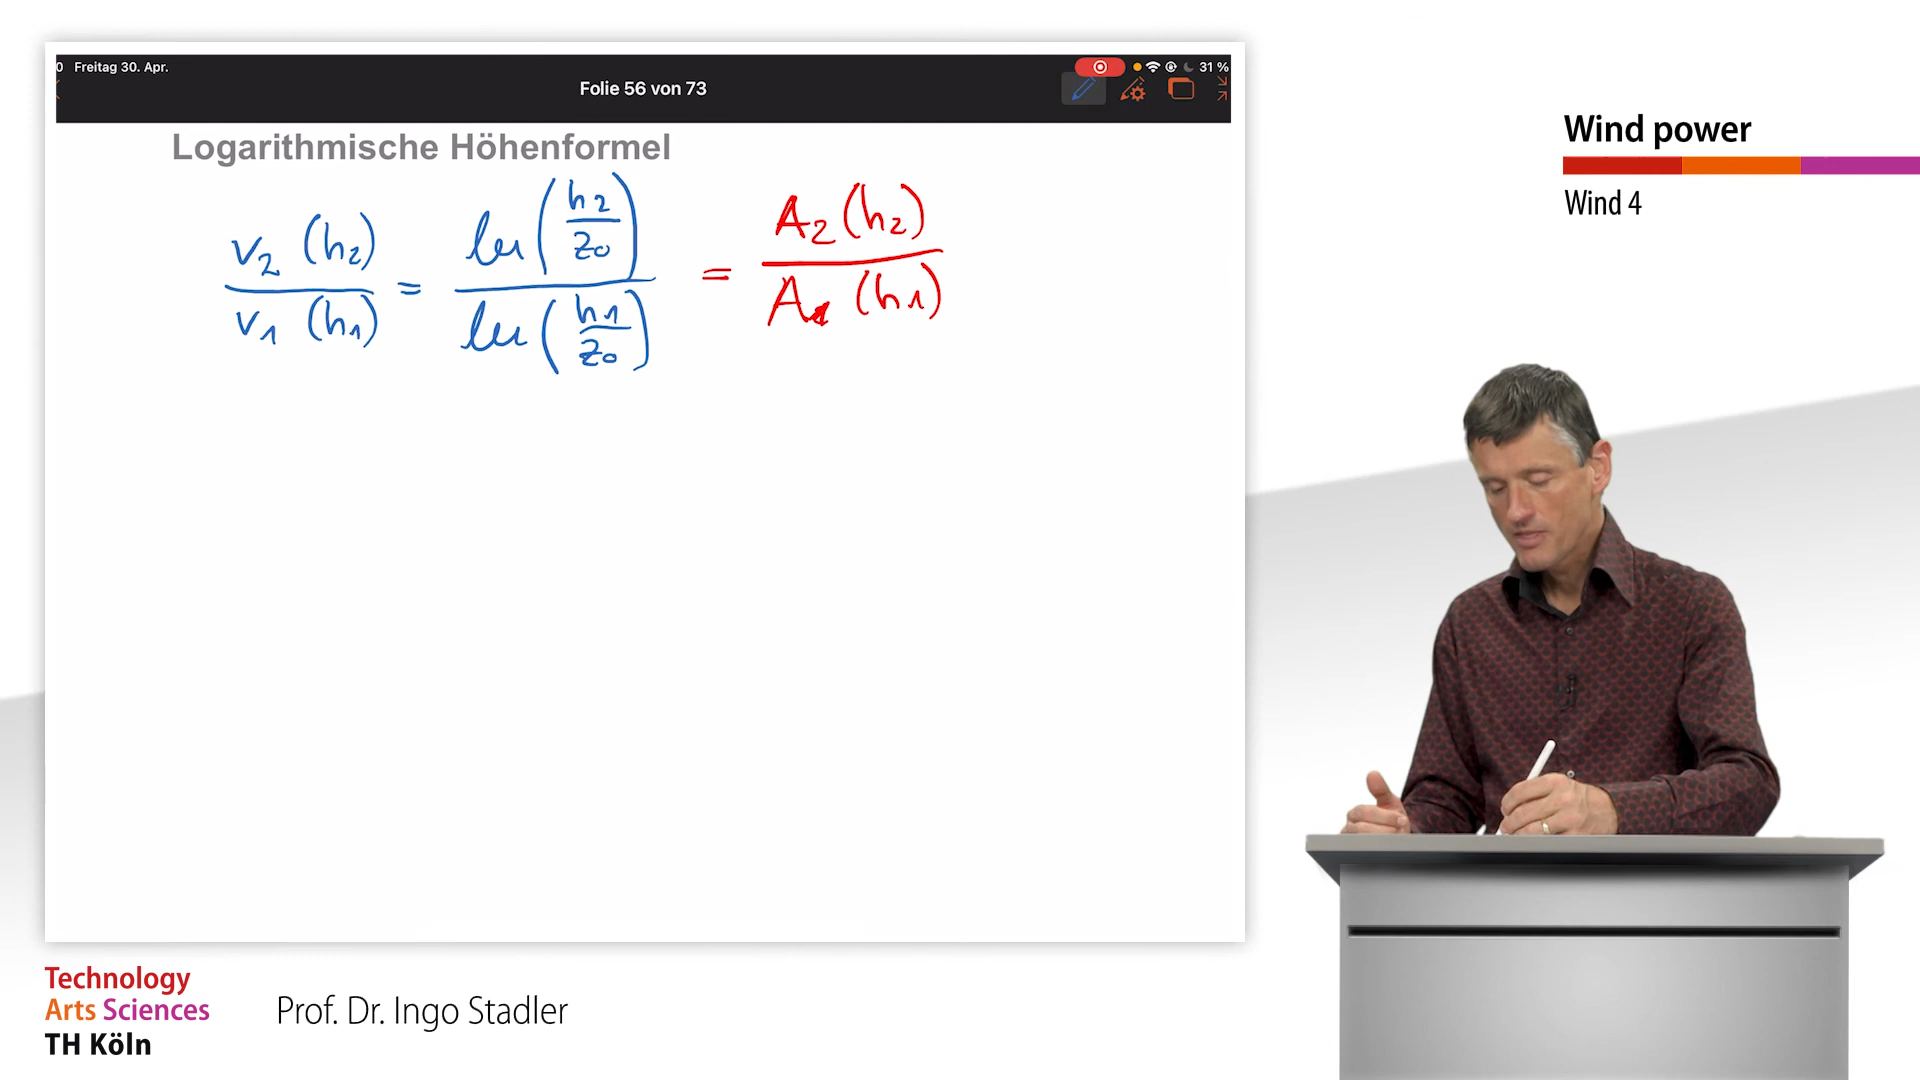 0 Freitag 30. Apr.
31 %
Folie 56 von 73
Logarithmische Höhenformel
v2 (h2) / v1 (h1) = ln (h2 / z0) / ln (h1 / z0) = A2 (h2) / A1 (h1)
Wind power
Wind 4
Technology
Arts Sciences
TH Köln
Prof. Dr. Ingo Stadler